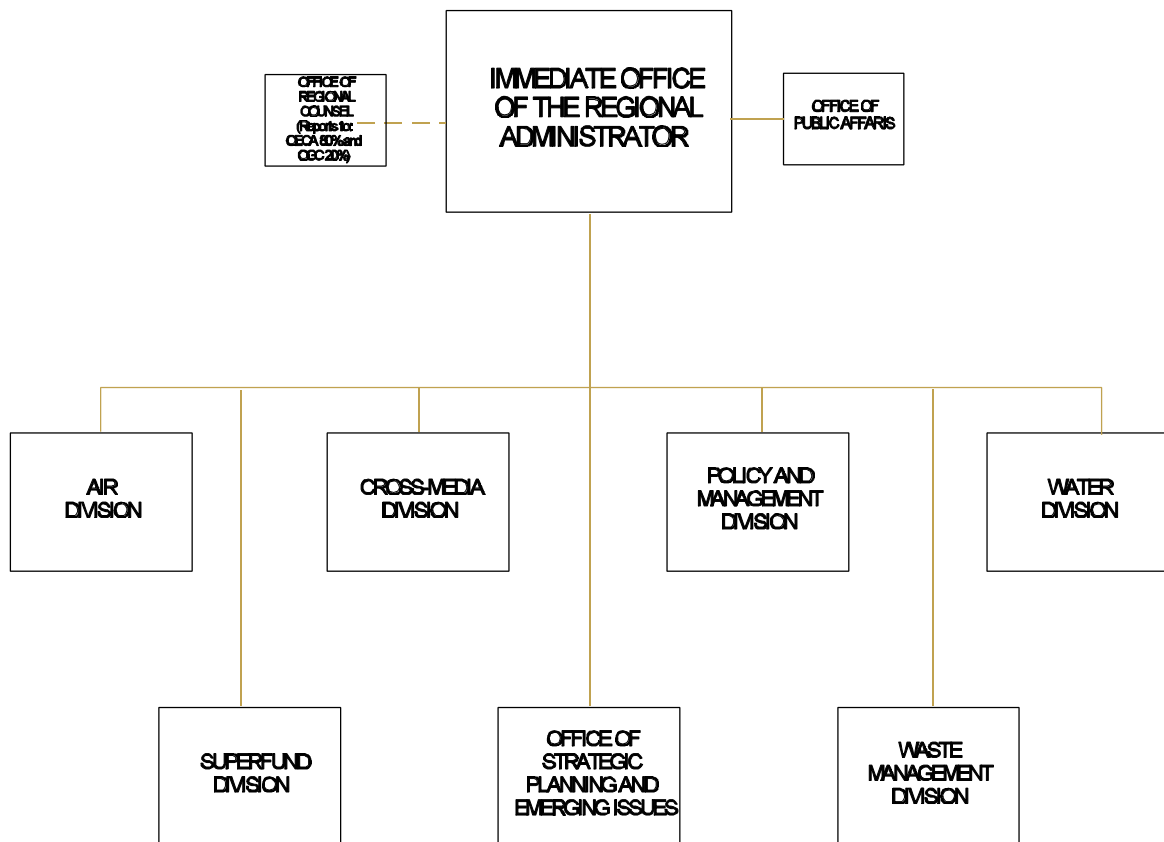 OFFICE OF
REGIONAL
COUNSEL
(Reports to:
OECA 80% and
OGC 20%)
IMMEDIATE OFFICE
OF THE REGIONAL
ADMINISTRATOR
OFFICE OF
PUBLIC AFFARIS
AIR
DIVISION
CROSS-MEDIA
DIVISION
POLICY AND
MANAGEMENT
DIVISION
WATER
DIVISION
SUPERFUND
DIVISION
OFFICE OF
STRATEGIC
PLANNING AND
EMERGING ISSUES
WASTE
MANAGEMENT
DIVISION